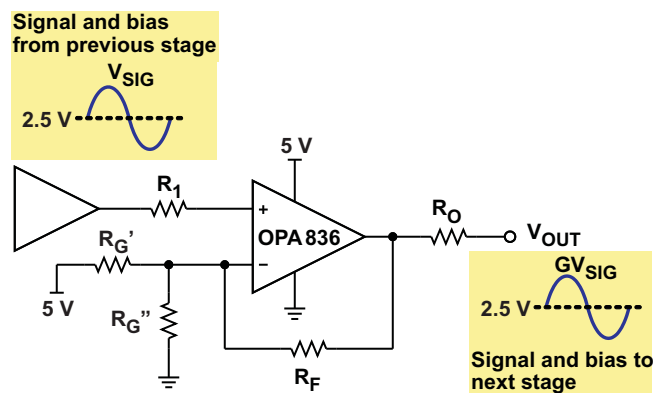 Signal and bias
from previous stage
VSIG
2.5 V
5 V
R1
+
RO
OPA836
VOUT
RG'
−
GVSIG
5 V
RG"
2.5 V
RF
Signal and bias to
next stage